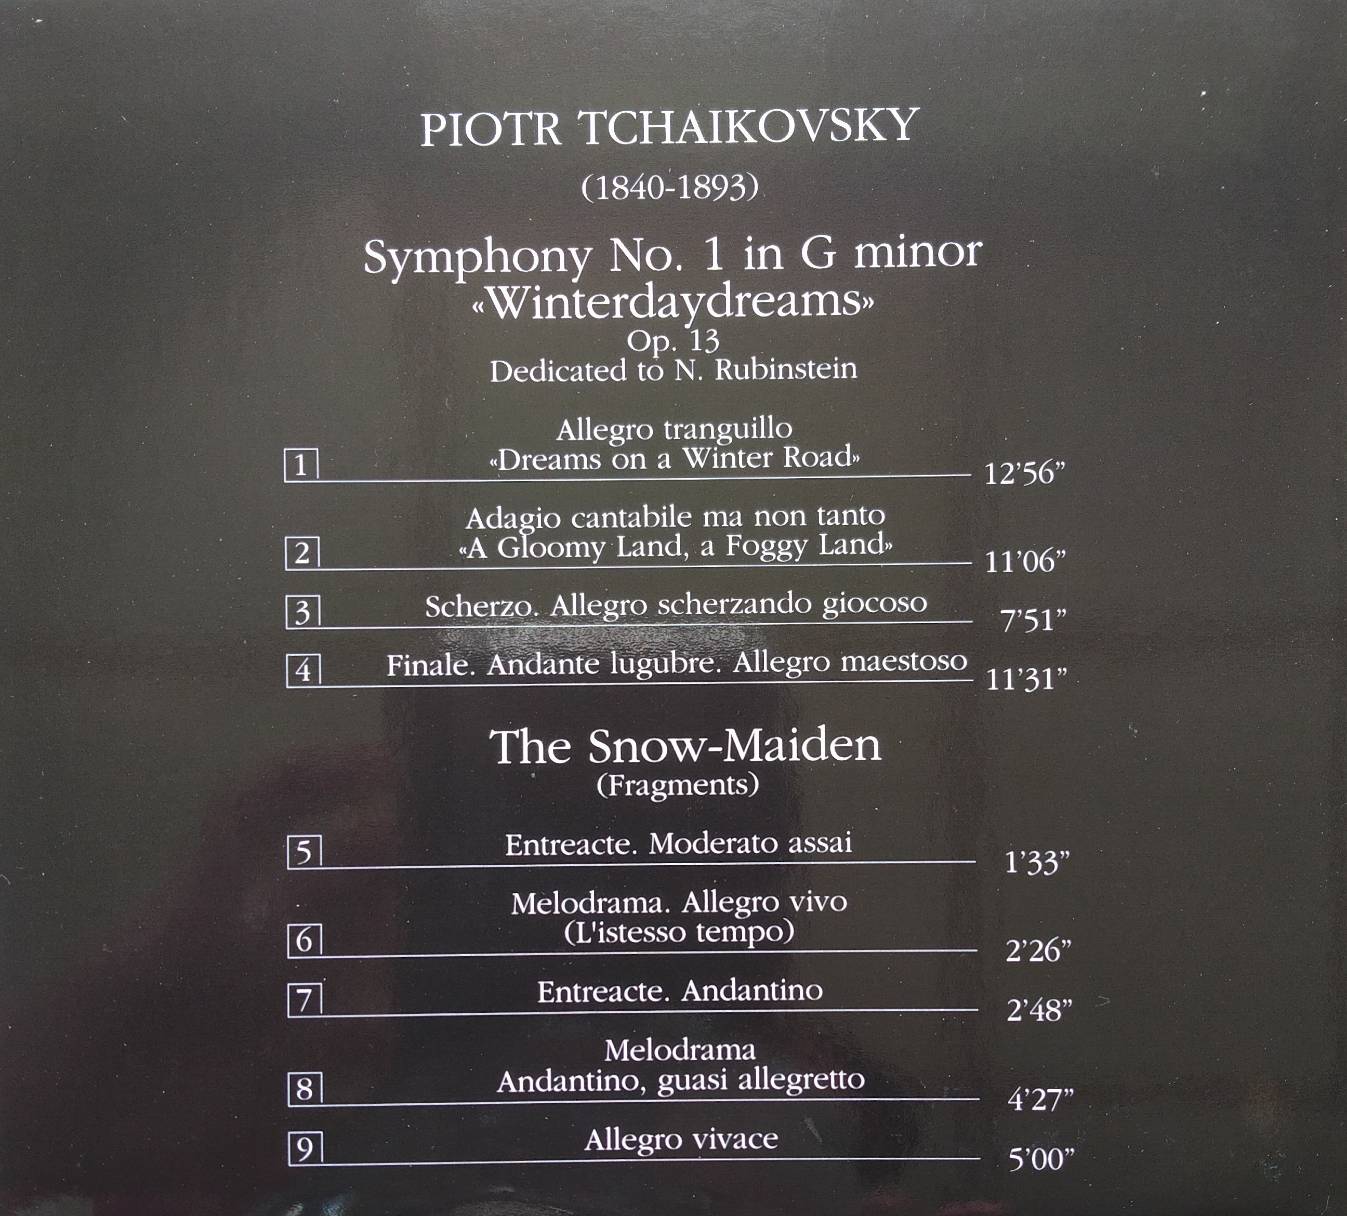 PIOTR TCHAIKOVSKY
(1840-1893)
Symphony No. 1 in G minor
«Winterdaydreams»
Op. 13
Dedicated to N. Rubinstein
Allegro tranguillo
1 «Dreams on a Winter Road» 12’56”
Adagio cantabile ma non tanto
2 «A Gloomy Land, a Foggy Land» 11’06”
3 Scherzo. Allegro scherzando giocoso 7’51”
4 Finale. Andante lugubre. Allegro maestoso 11’31”
The Snow-Maiden
(Fragments)
5 Entreacte. Moderato assai 1’33”
Melodrama. Allegro vivo
6 (L'istesso tempo) 2’26”
7 Entreacte. Andantino 2’48”
Melodrama
8 Andantino, guasi allegretto 4’27”
9 Allegro vivace 5’00”